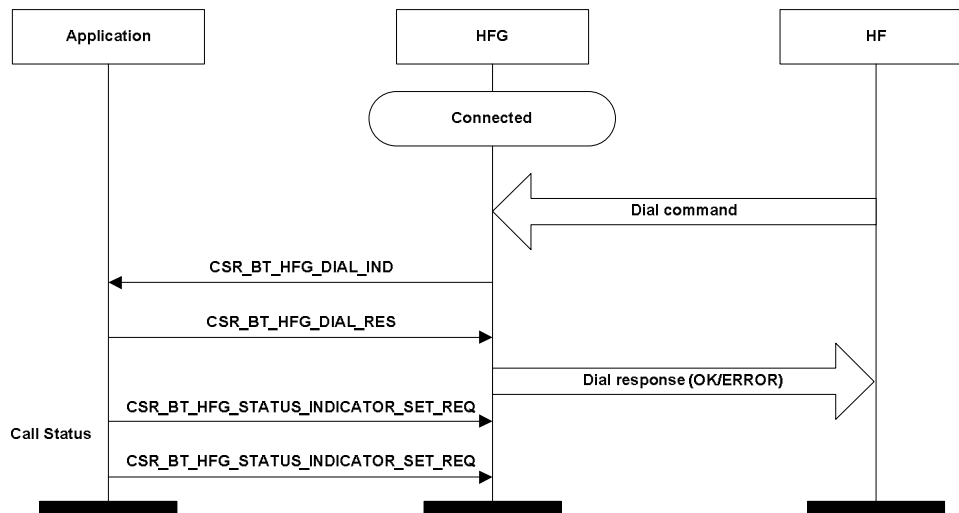 Application
HFG
HF
Connected
Dial command
CSR_BT_HFG_DIAL_IND
CSR_BT_HFG_DIAL_RES
Dial response (OK/ERROR)
CSR_BT_HFG_STATUS_INDICATOR_SET_REQ
Call Status
CSR_BT_HFG_STATUS_INDICATOR_SET_REQ